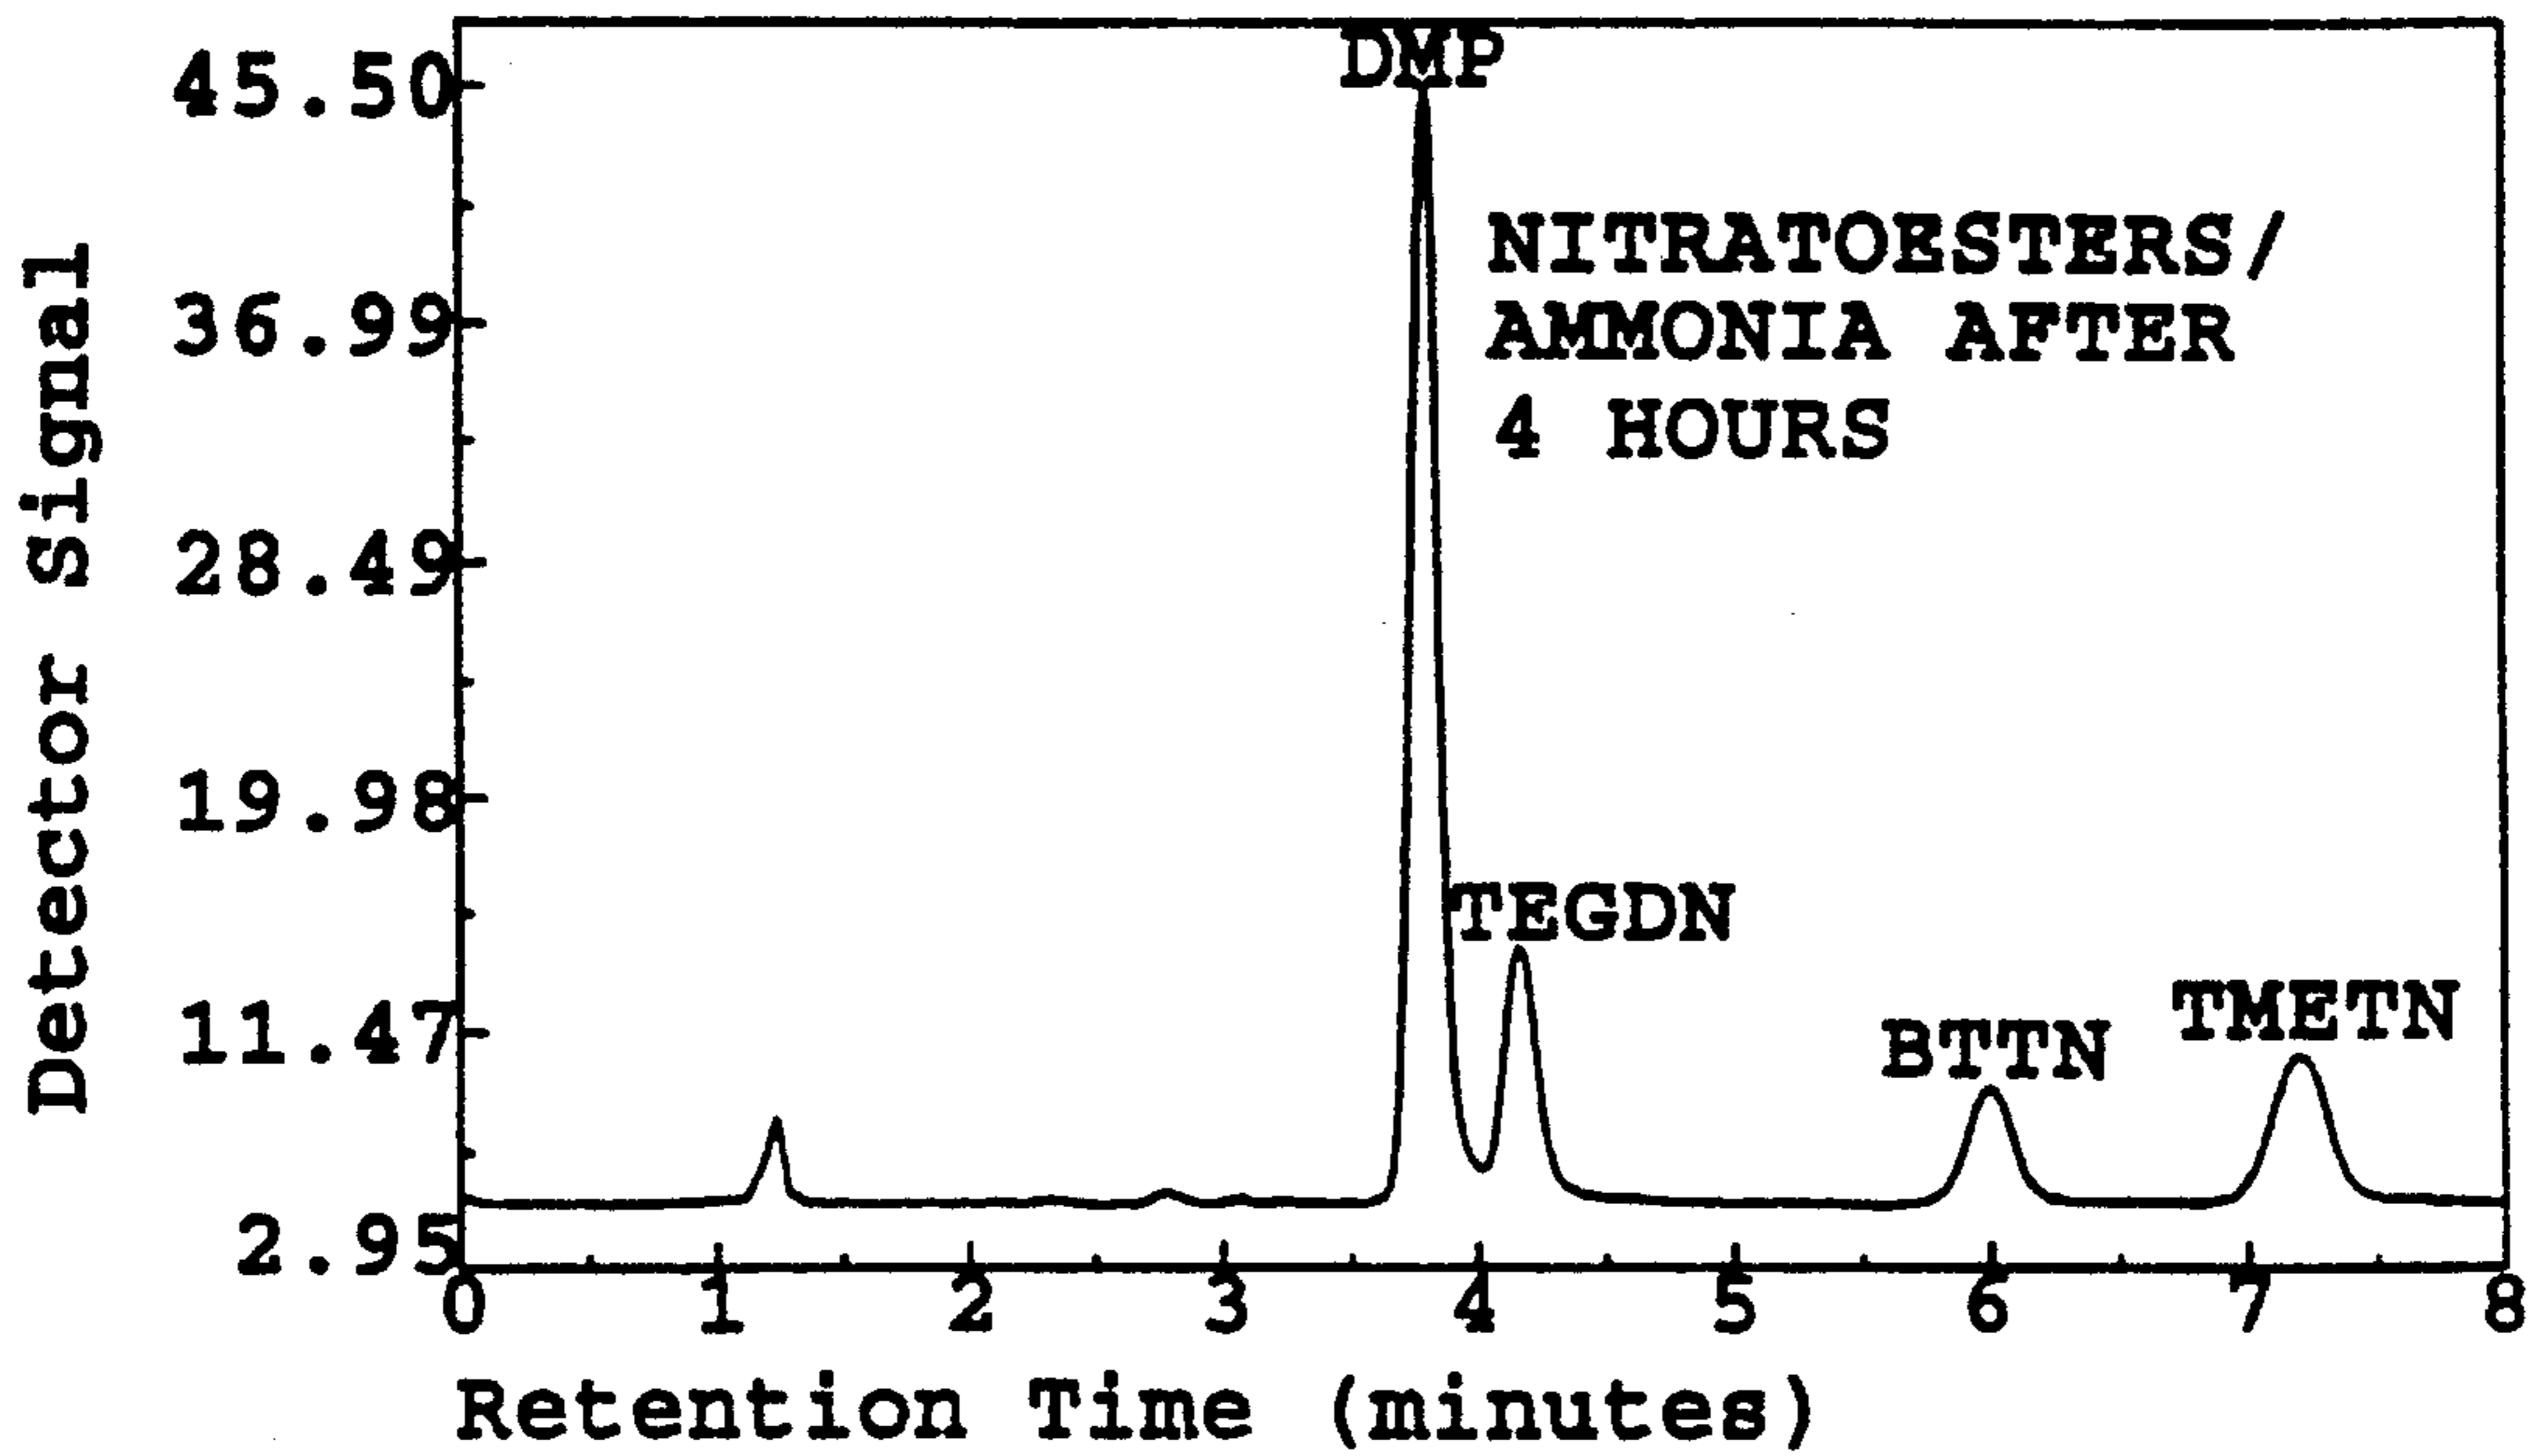 DMP
45.50
NITRATOESTERS/
36.99
AMMONIA AFTER
4 HOURS
28.49
19.98
TEGDN
11.47
BTTN
TMETN
2.95
Detector Signal
0 1 2 3 4 5 6 7 8
Retention Time (minutes)